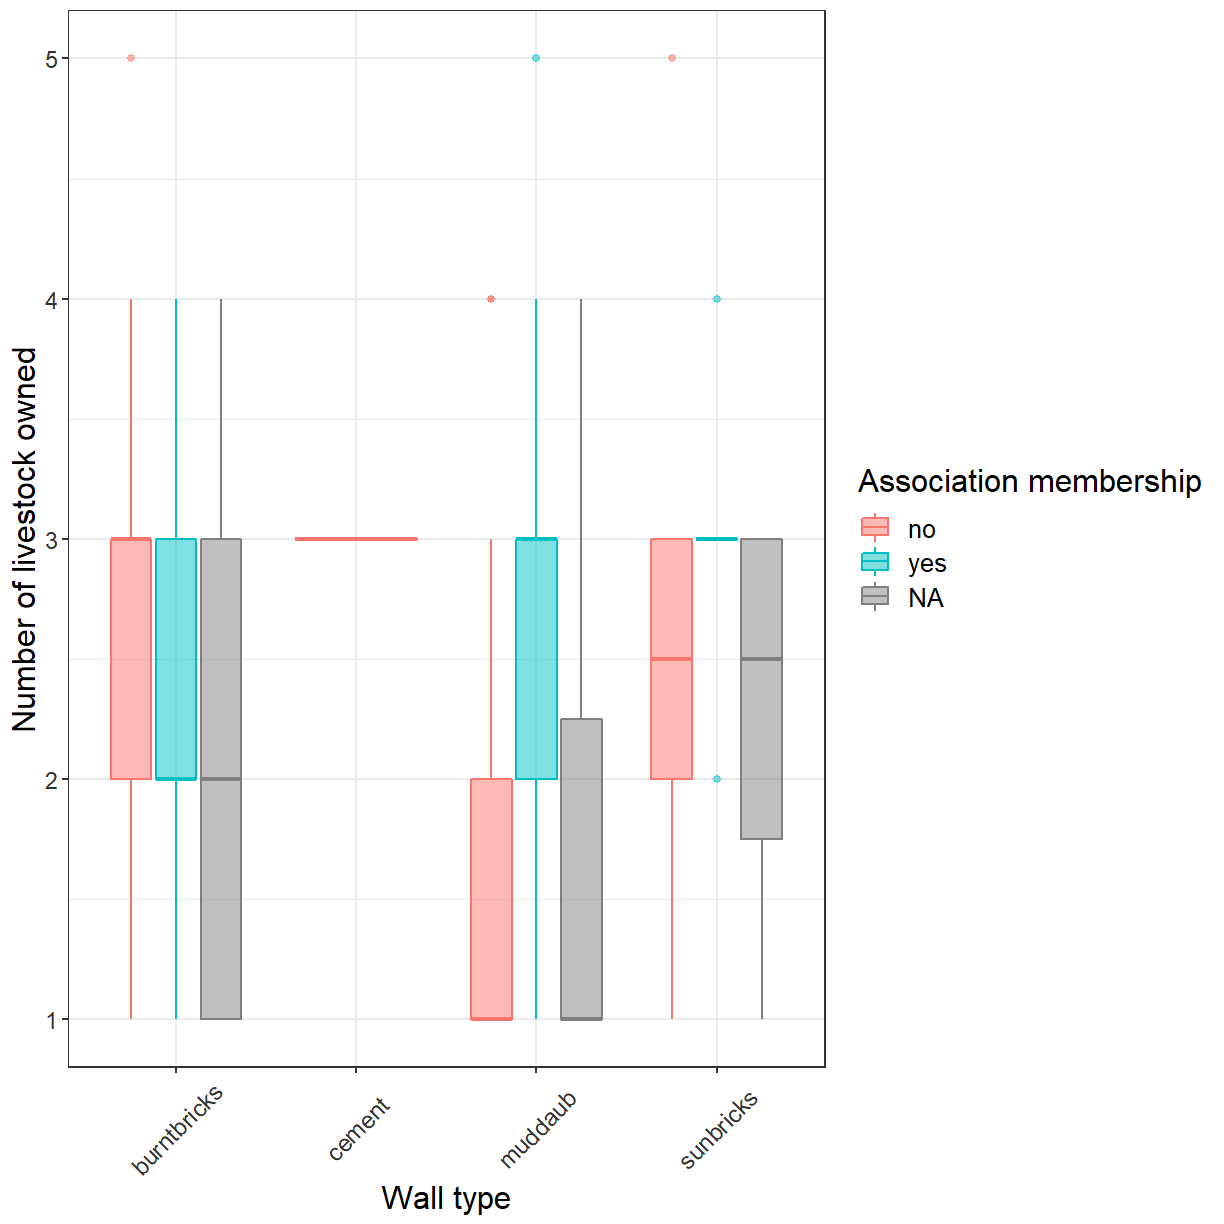 Number of livestock owned
5
4
3
2
1
burntbricks
cement
muddaub
sunbricks
Wall type
Association membership
no
yes
NA